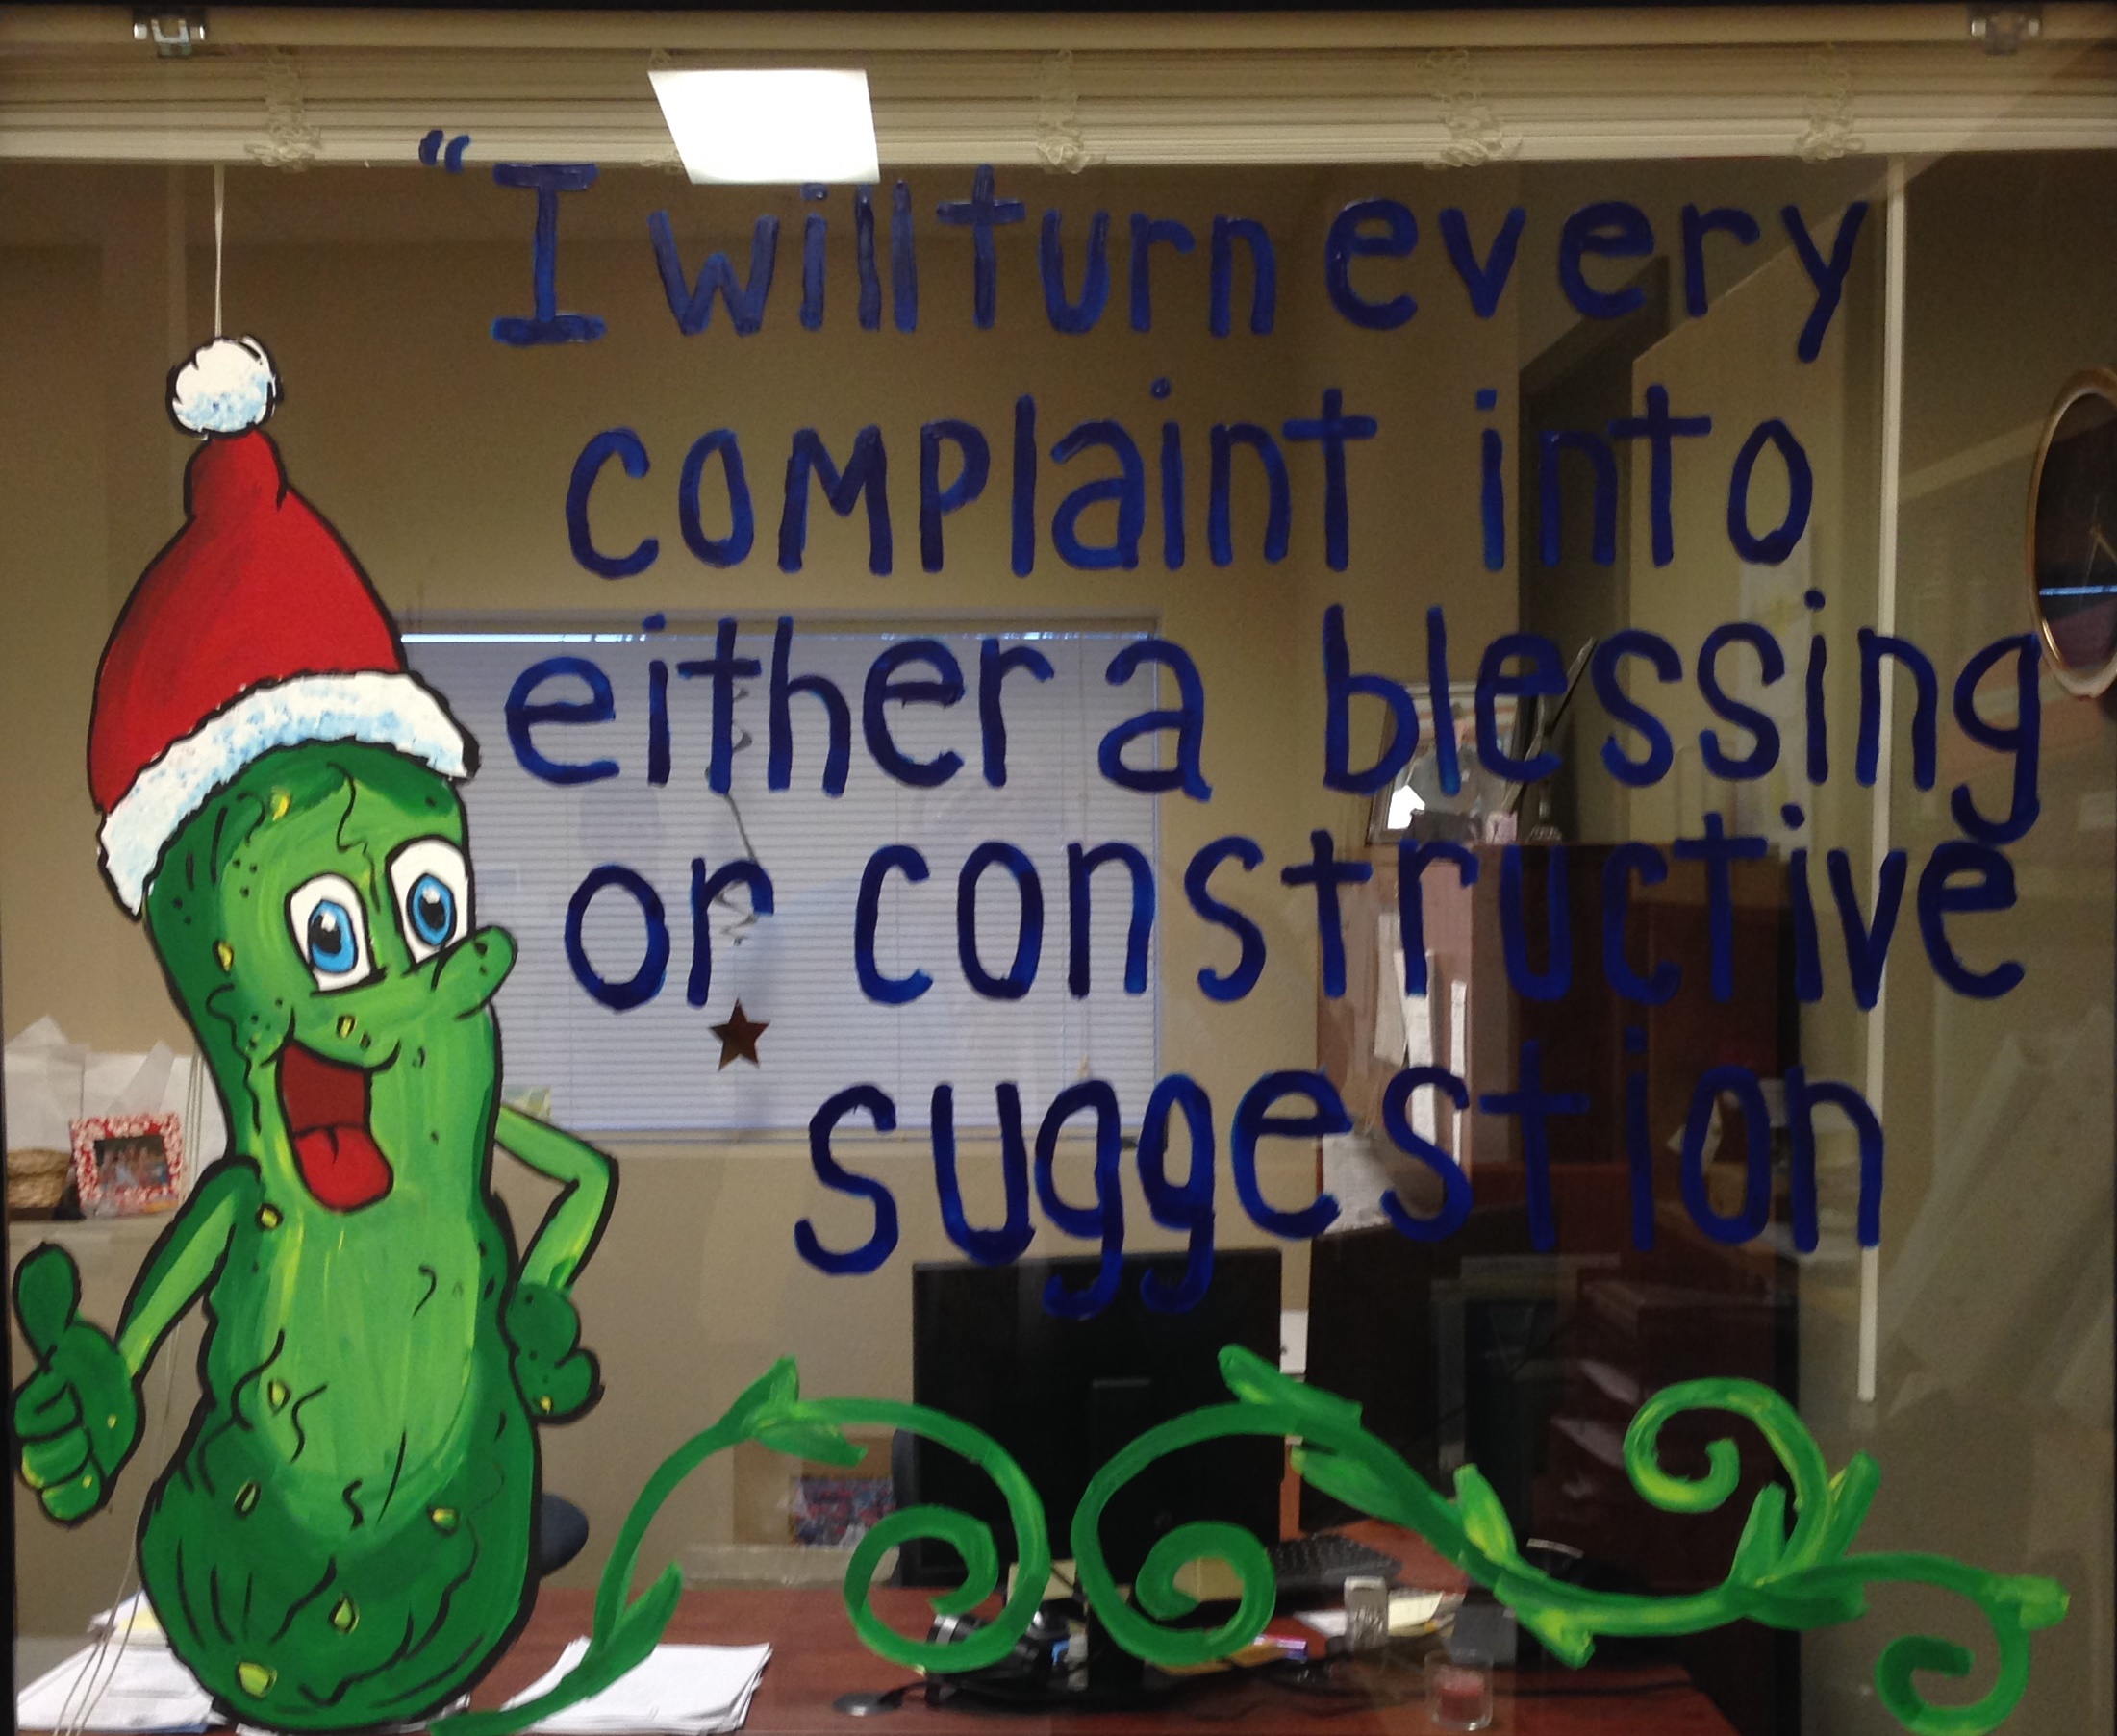 "I will turn every
complaint into
either a blessing
or constructive
suggestion